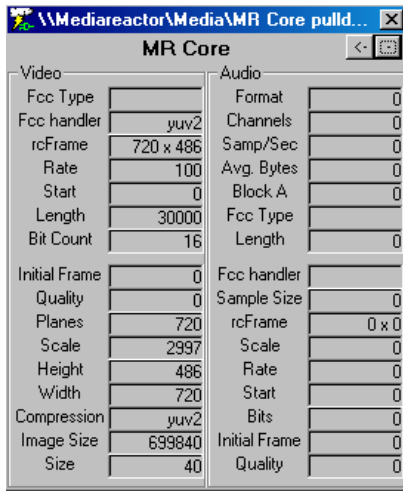 \\Mediareactor\Media\MR Core pulld...
MR Core
<-
Video
Fcc Type
Fcc handler yuv2
rcFrame 720 x 486
Rate 100
Start 0
Length 30000
Bit Count 16
Initial Frame 0
Quality 0
Planes 720
Scale 2997
Height 486
Width 720
Compression yuv2
Image Size 699840
Size 40
Audio
Format 0
Channels 0
Samp/Sec 0
Avg. Bytes 0
Block A 0
Fcc Type
Length 0
Fcc handler
Sample Size 0
rcFrame 0 x 0
Scale 0
Rate 0
Start 0
Bits 0
Initial Frame 0
Quality 0